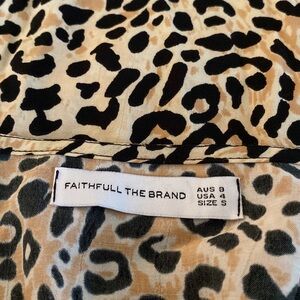 FAITHFULL THE BRAND
AUS 8
USA 4
SIZE S